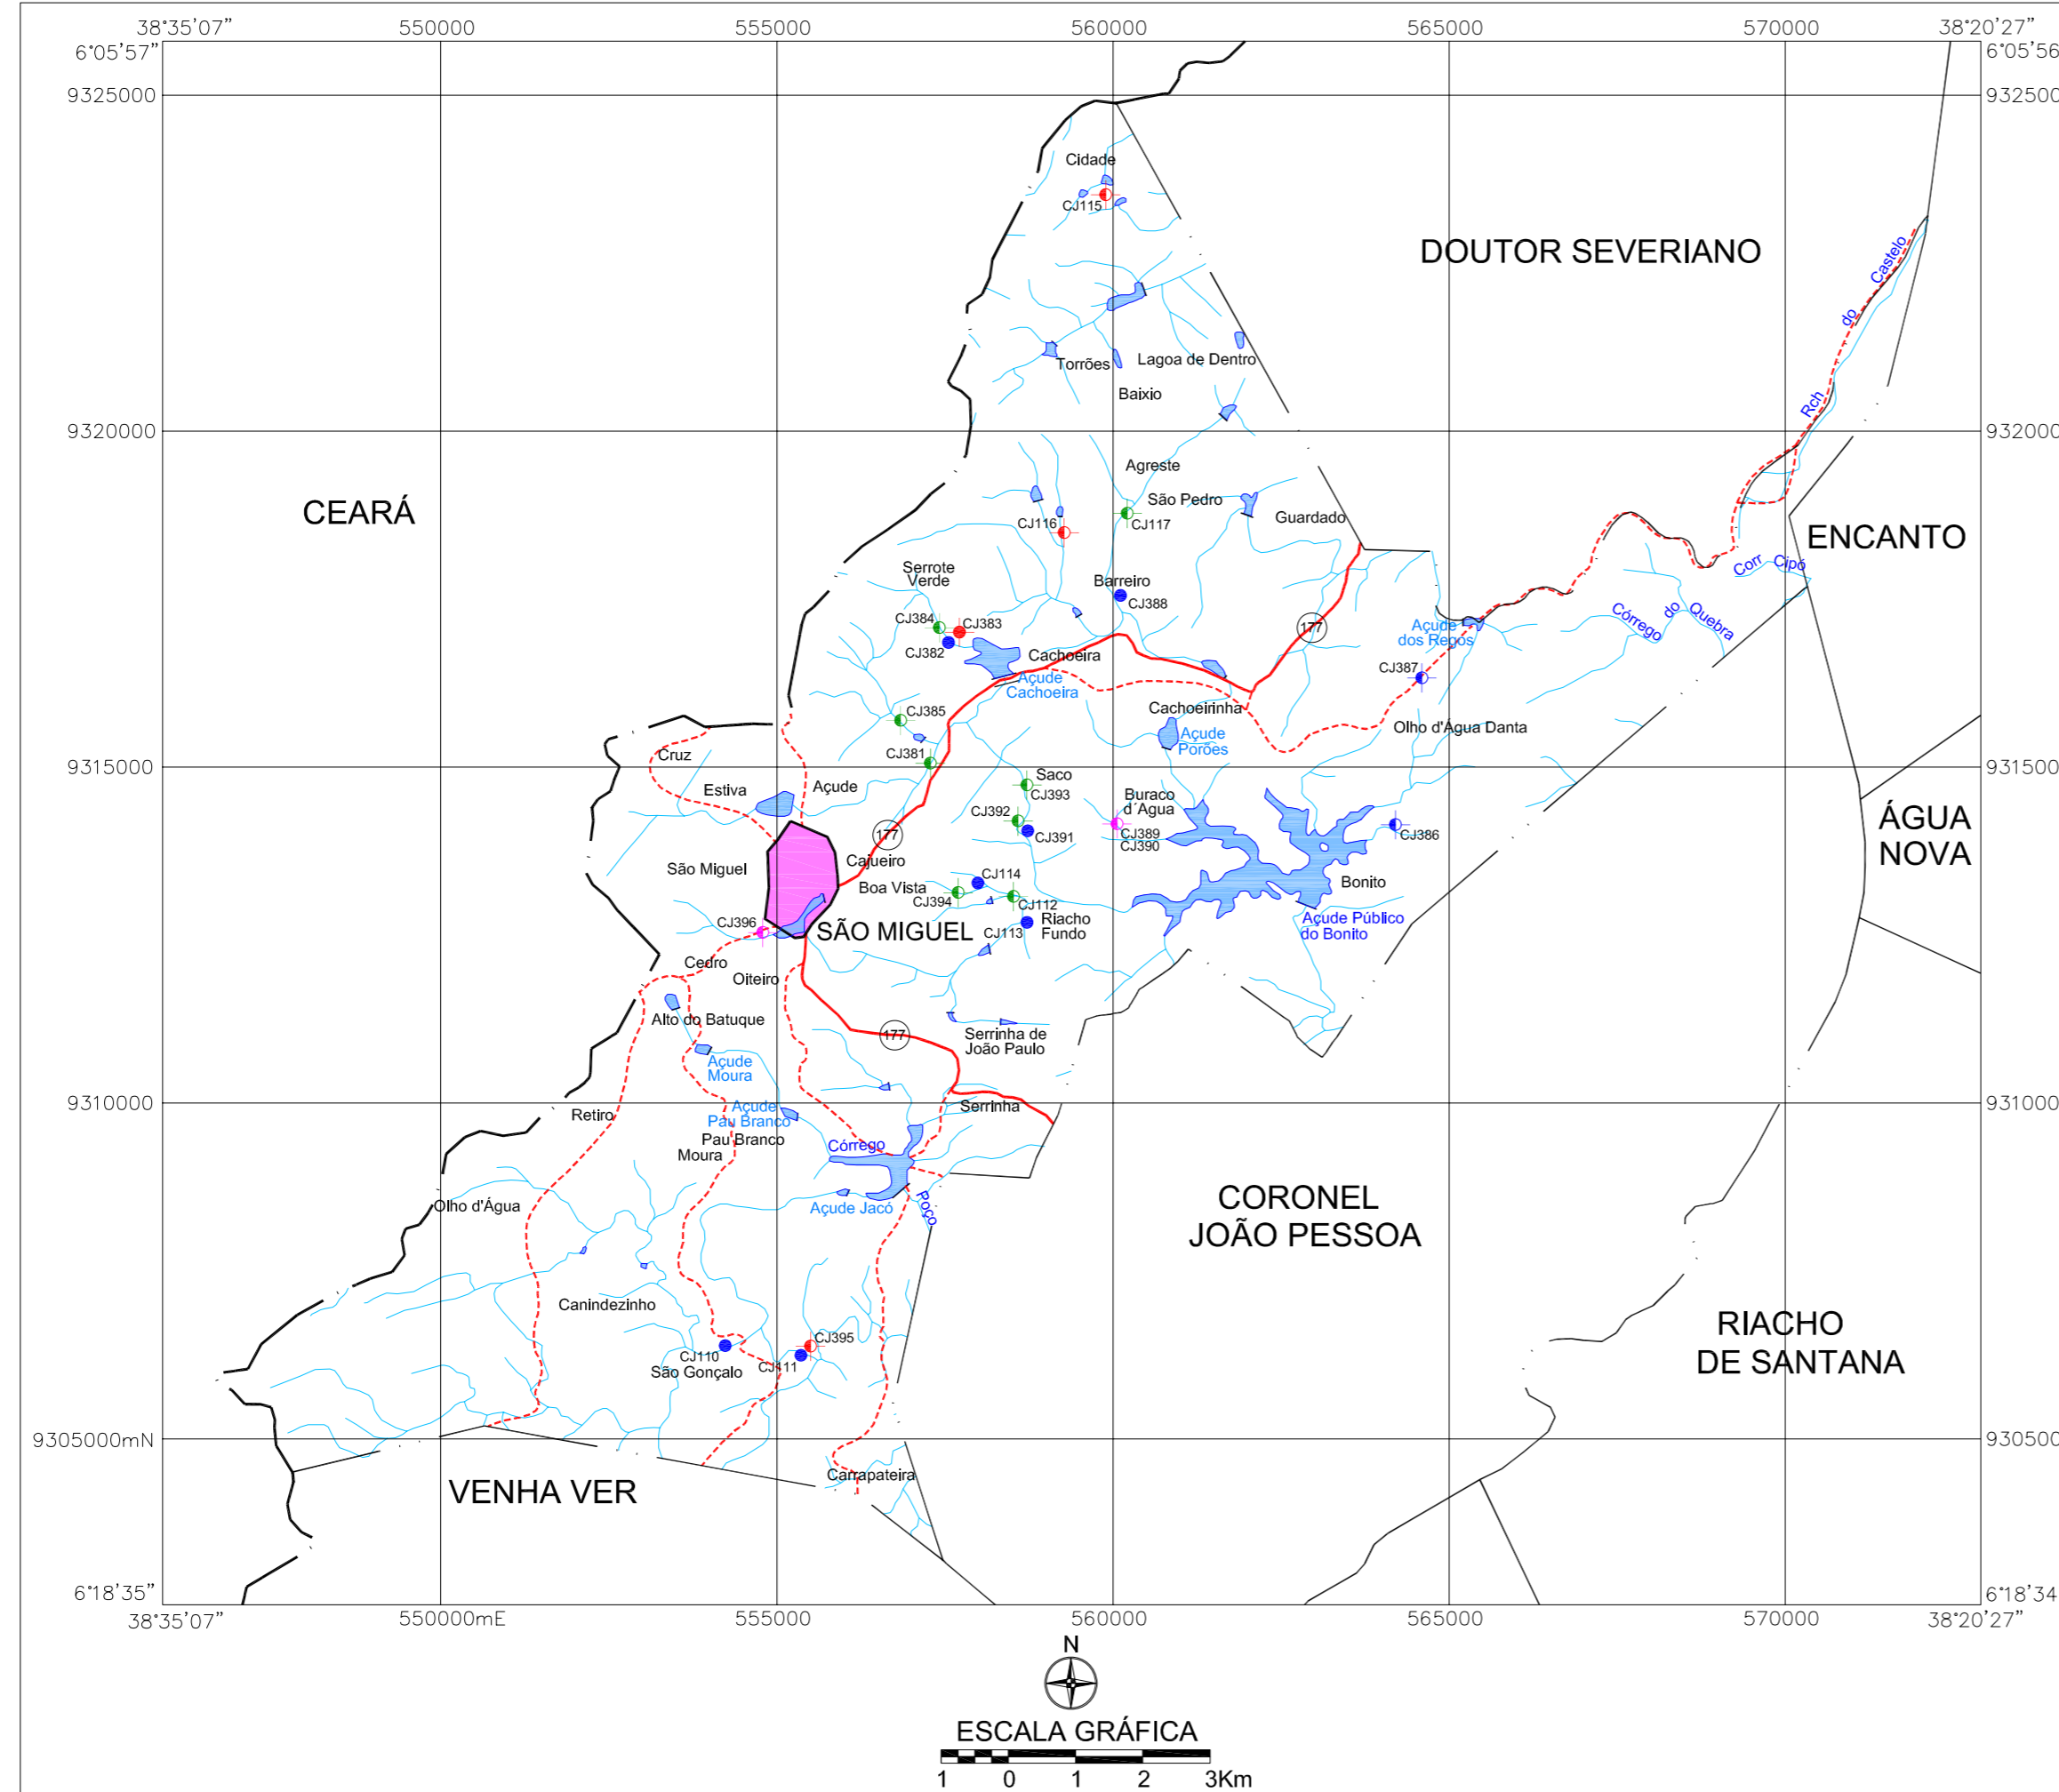 38°35'07" 550000 555000 560000 565000 570000 38°20'27"
6°05'57" 6°05'56
9325000 932500
Cidade
CJ115
DOUTOR SEVERIANO
Rch do Castelo
Torrões
Lagoa de Dentro
Baixio
9320000 932000
Agreste
São Pedro
CEARÁ
CJ116
CJ117
Guardado
ENCANTO
Corr Cipó
Serrote
Verde
Barreiro
CJ388
CJ384
CJ383
CJ382
177
Córrego do Quebra
Açude
dos Regos
Cachoeira
Açude
Cachoeira
CJ387
CJ385
Cachoeirinha
Olho d'Água Danta
Açude
Porões
Cruz
CJ381
9315000 931500
Saco
CJ393
Estiva
Açude
Buraco
d´Água
CJ392
CJ391
CJ389
CJ390
CJ386
ÁGUA
NOVA
177
Cajueiro
São Miguel
Boa Vista
CJ114
CJ394
CJ112
Bonito
CJ396
SÃO MIGUEL
CJ113
Riacho
Fundo
Açude Público
do Bonito
Cedro
Oiteiro
Alto do Batuque
177
Serrinha de
João Paulo
Açude
Moura
9310000 931000
Retiro
Açude
Pau Branco
Serrinha
Pau Branco
Moura
Córrego
Poço
Olho d'Água
Açude Jacó
CORONEL
JOÃO PESSOA
Canindezinho
RIACHO
DE SANTANA
CJ395
CJ110
CJ111
São Gonçalo
9305000mN 930500
Carrapateira
VENHA VER
6°18'35" 6°18'34
38°35'07" 550000mE 555000 560000 565000 570000 38°20'27"
N
ESCALA GRÁFICA
1 0 1 2 3Km